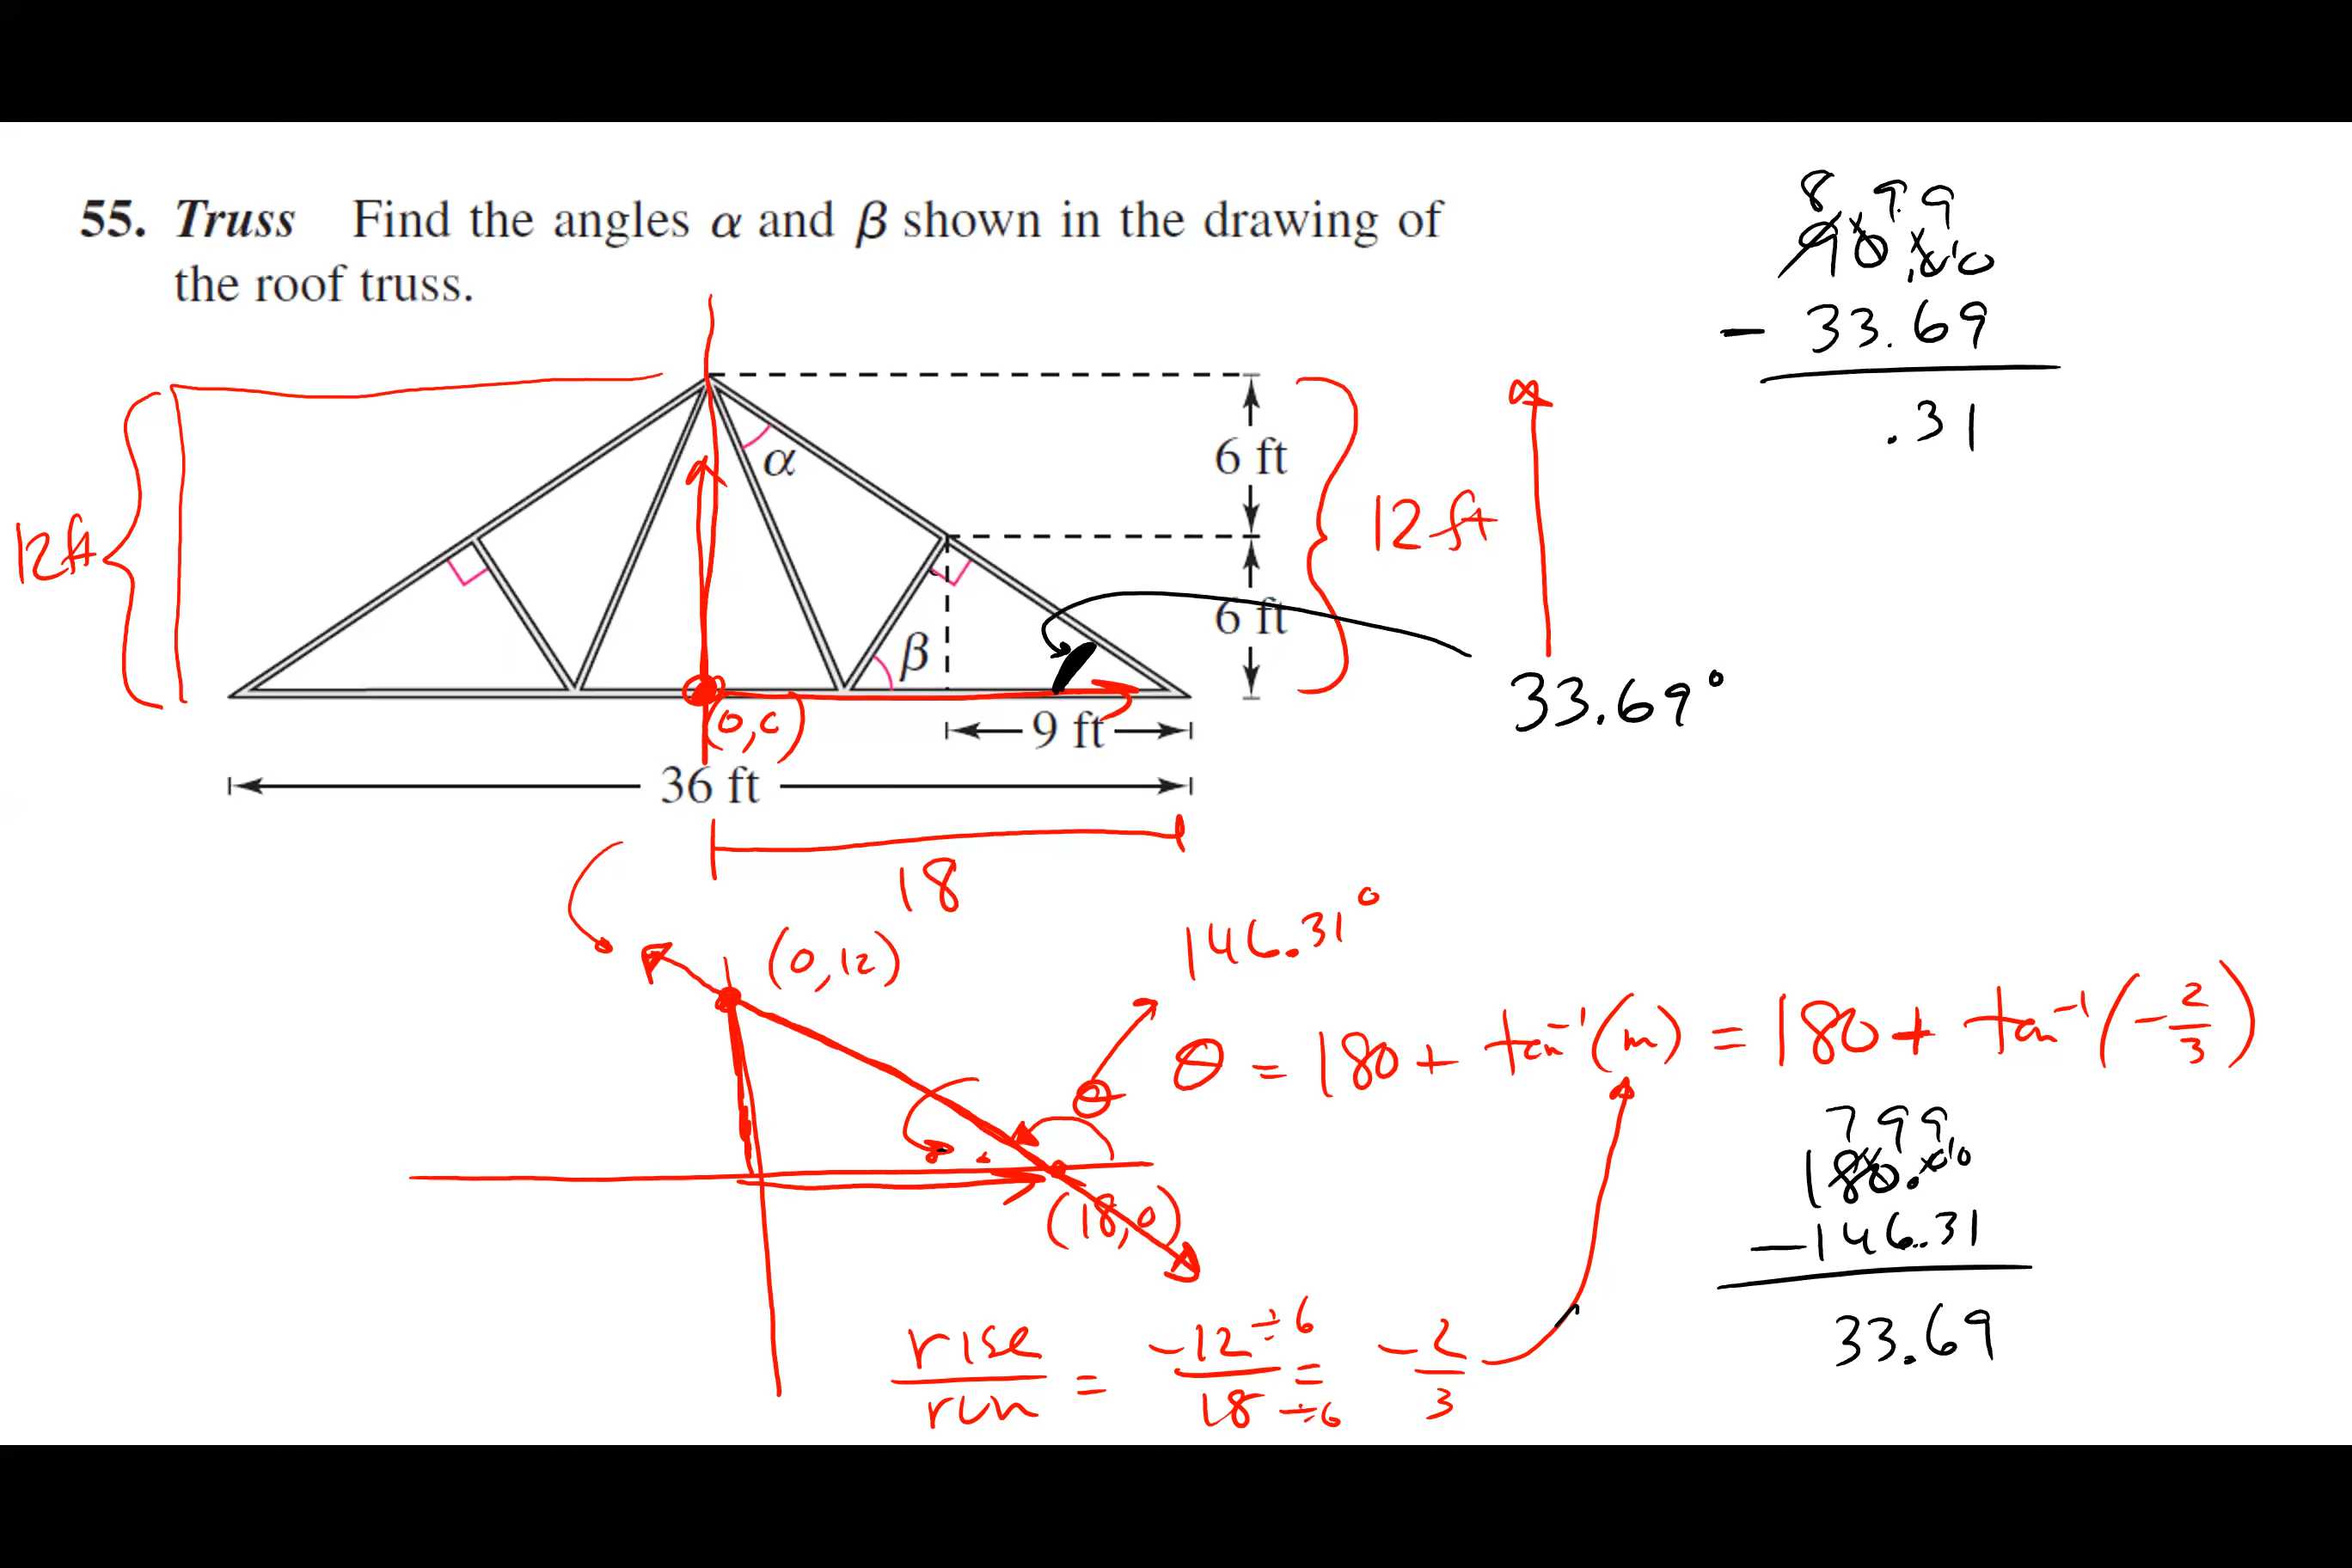 55. Truss Find the angles α and β shown in the drawing of
the roof truss.
8 9 9
90.00
- 33.69
.31
12 ft
α
6 ft
12 ft
6 ft
β
33.69°
(0,0)
9 ft
36 ft
18
(0,12)
146.31°
θ
θ = 180 + tan⁻¹(m) = 180 + tan⁻¹(-2/3)
(18,0)
7 9 9
180.00
-146.31
33.69
rise/run = -12÷6/18÷6 = -2/3